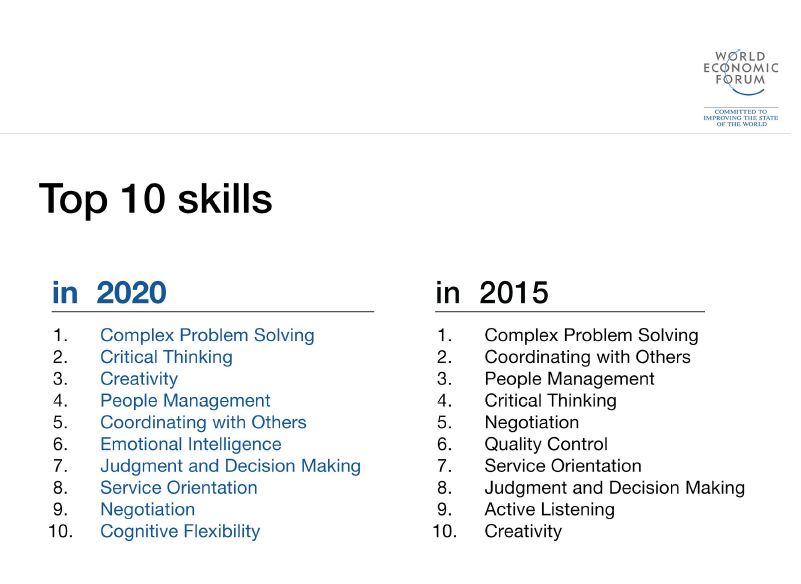 WORLD
ECONOMIC
FORUM
COMMITTED TO
IMPROVING THE STATE
OF THE WORLD
Top 10 skills
in 2020
1. Complex Problem Solving
2. Critical Thinking
3. Creativity
4. People Management
5. Coordinating with Others
6. Emotional Intelligence
7. Judgment and Decision Making
8. Service Orientation
9. Negotiation
10. Cognitive Flexibility
in 2015
1. Complex Problem Solving
2. Coordinating with Others
3. People Management
4. Critical Thinking
5. Negotiation
6. Quality Control
7. Service Orientation
8. Judgment and Decision Making
9. Active Listening
10. Creativity